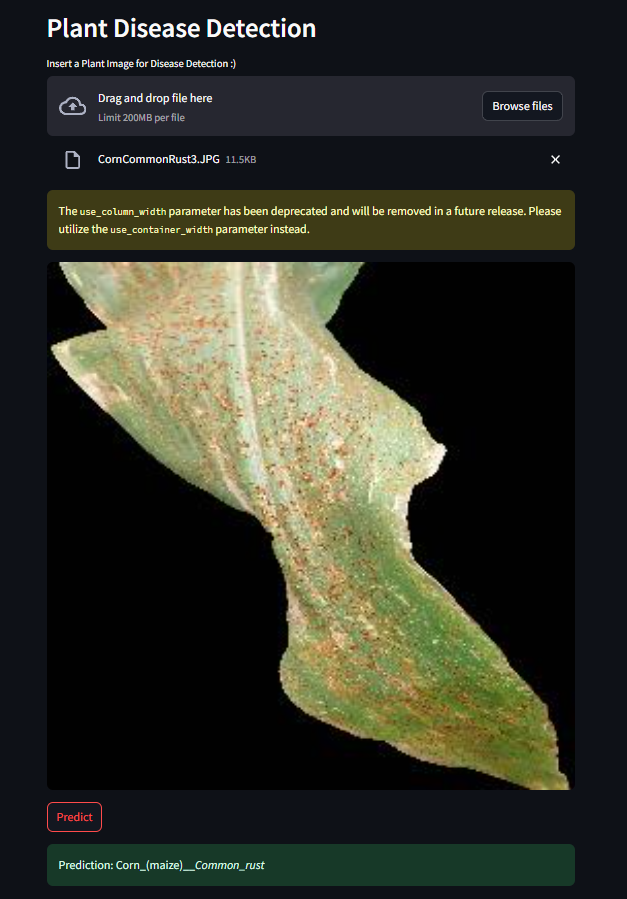 Plant Disease Detection
Insert a Plant Image for Disease Detection :)
Drag and drop file here
Limit 200MB per file
Browse files
CornCommonRust3.JPG 11.5KB
The use_column_width parameter has been deprecated and will be removed in a future release. Please
utilize the use_container_width parameter instead.
Predict
Prediction: Corn_(maize)__Common_rust